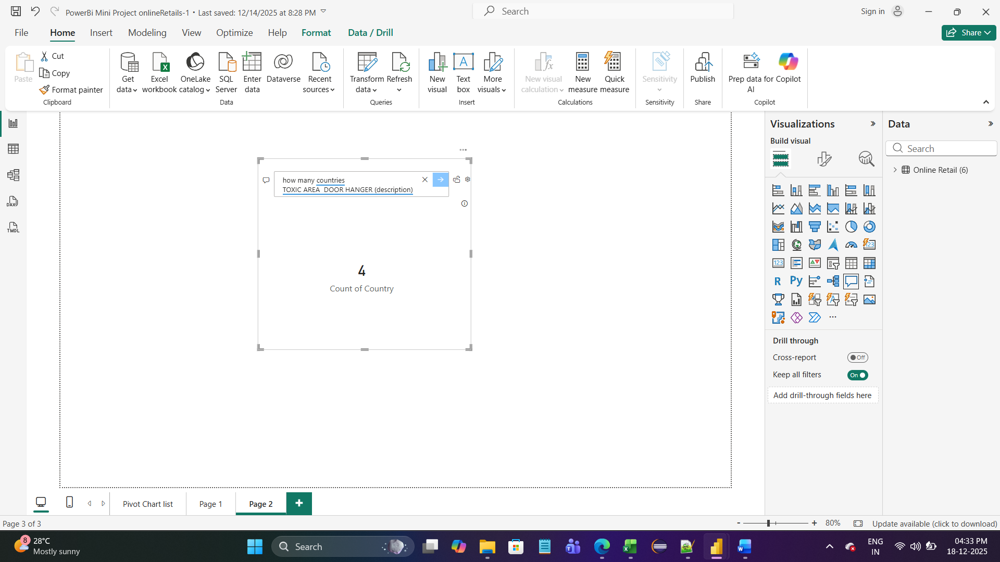 PowerBi Mini Project onlineRetails-1 • Last saved: 12/14/2025 at 8:28 PM
Search
Sign in
File
Home
Insert
Modeling
View
Optimize
Help
Format
Data / Drill
Share
Paste
Cut
Copy
Format painter
Clipboard
Get data
Excel workbook
OneLake catalog
SQL Server
Enter data
Dataverse
Recent sources
Data
Transform data
Refresh
Queries
New visual
Text box
More visuals
Insert
New visual calculation
New measure
Quick measure
Calculations
Sensitivity
Sensitivity
Publish
Share
Prep data for AI
Copilot
Copilot
DAX
TMDL
how many countries
TOXIC AREA  DOOR HANGER (description)
4
Count of Country
Visualizations
Build visual
123
123
R
Py
Drill through
Cross-report
Off
Keep all filters
On
Add drill-through fields here
Data
Search
Online Retail (6)
Pivot Chart list
Page 1
Page 2
Page 3 of 3
- + 80%
Update available (click to download)
8
28°C
Mostly sunny
Search
ENG
IN
04:33 PM
18-12-2025